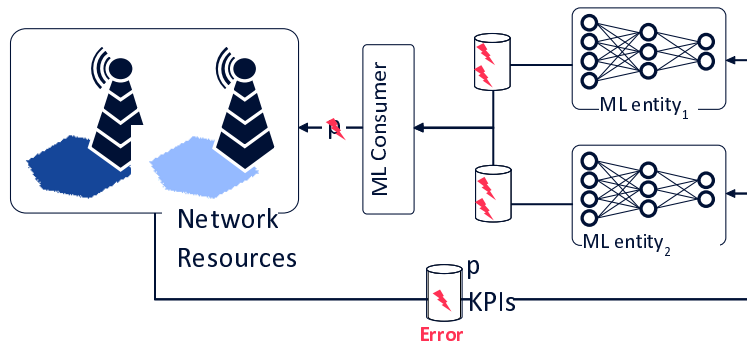 ML entity1
p
ML Consumer
Network
Resources
ML entity2
p
KPIs
Error